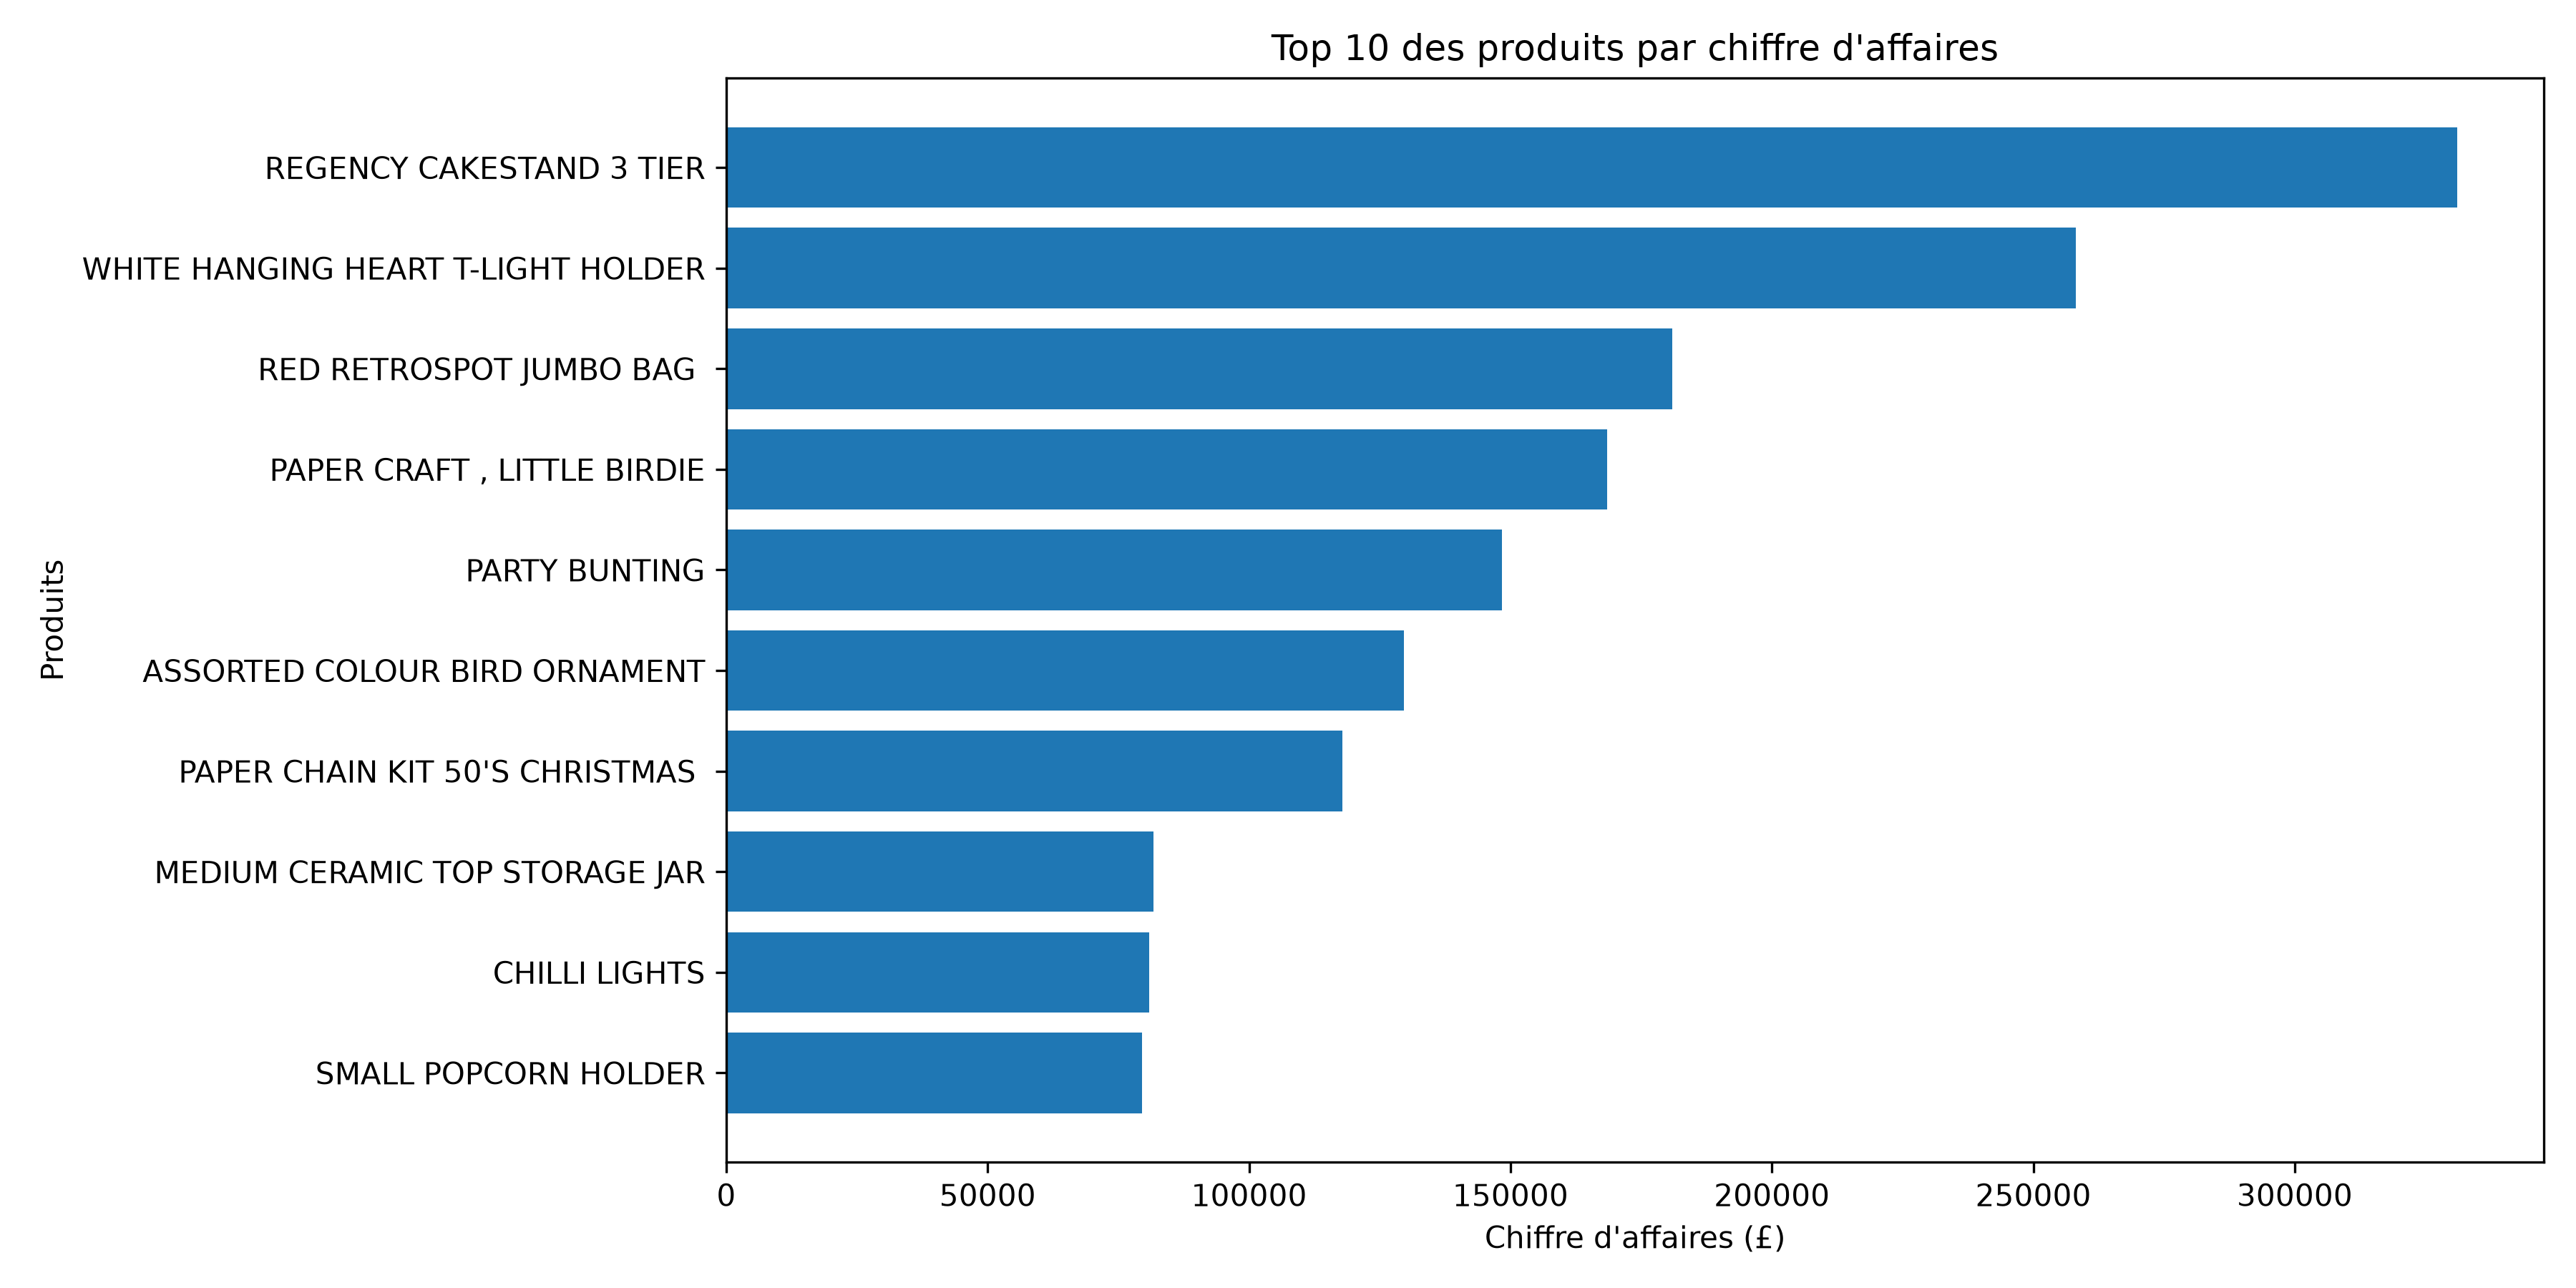 Top 10 des produits par chiffre d'affaires
Produits
REGENCY CAKESTAND 3 TIER
WHITE HANGING HEART T-LIGHT HOLDER
RED RETROSPOT JUMBO BAG
PAPER CRAFT , LITTLE BIRDIE
PARTY BUNTING
ASSORTED COLOUR BIRD ORNAMENT
PAPER CHAIN KIT 50'S CHRISTMAS
MEDIUM CERAMIC TOP STORAGE JAR
CHILLI LIGHTS
SMALL POPCORN HOLDER
0 50000 100000 150000 200000 250000 300000
Chiffre d'affaires (£)